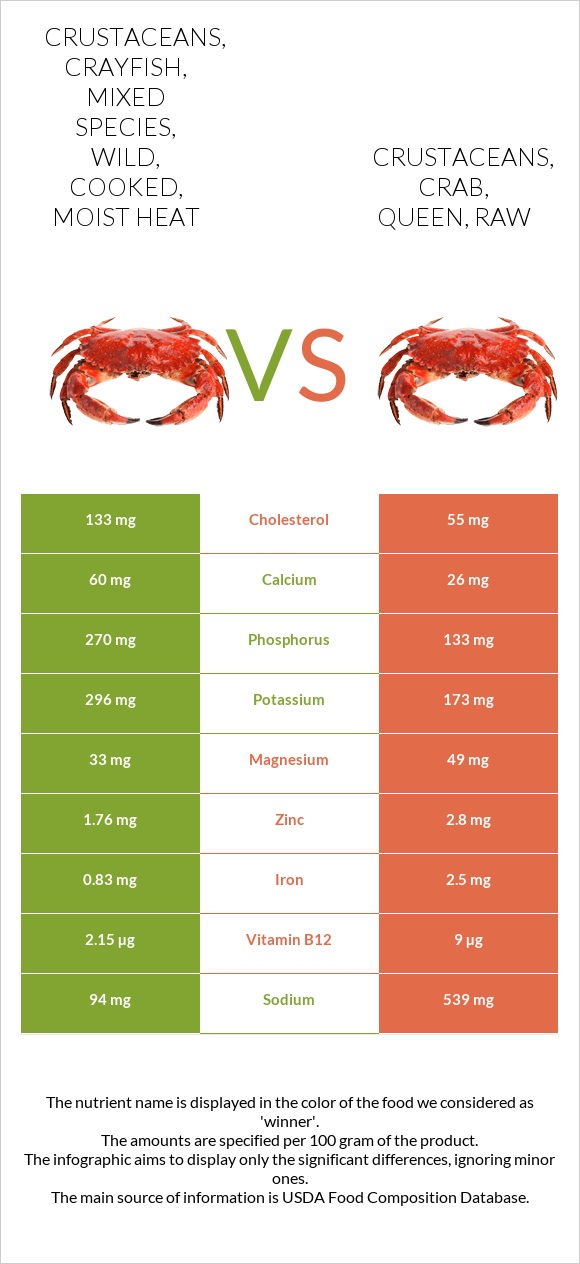 CRUSTACEANS,
CRAYFISH,
MIXED
SPECIES,
WILD,
COOKED,
MOIST HEAT
CRUSTACEANS,
CRAB,
QUEEN, RAW
VS
133 mg Cholesterol 55 mg
60 mg Calcium 26 mg
270 mg Phosphorus 133 mg
296 mg Potassium 173 mg
33 mg Magnesium 49 mg
1.76 mg Zinc 2.8 mg
0.83 mg Iron 2.5 mg
2.15 µg Vitamin B12 9 µg
94 mg Sodium 539 mg
The nutrient name is displayed in the color of the food we considered as
'winner'.
The amounts are specified per 100 gram of the product.
The infographic aims to display only the significant differences, ignoring minor
ones.
The main source of information is USDA Food Composition Database.